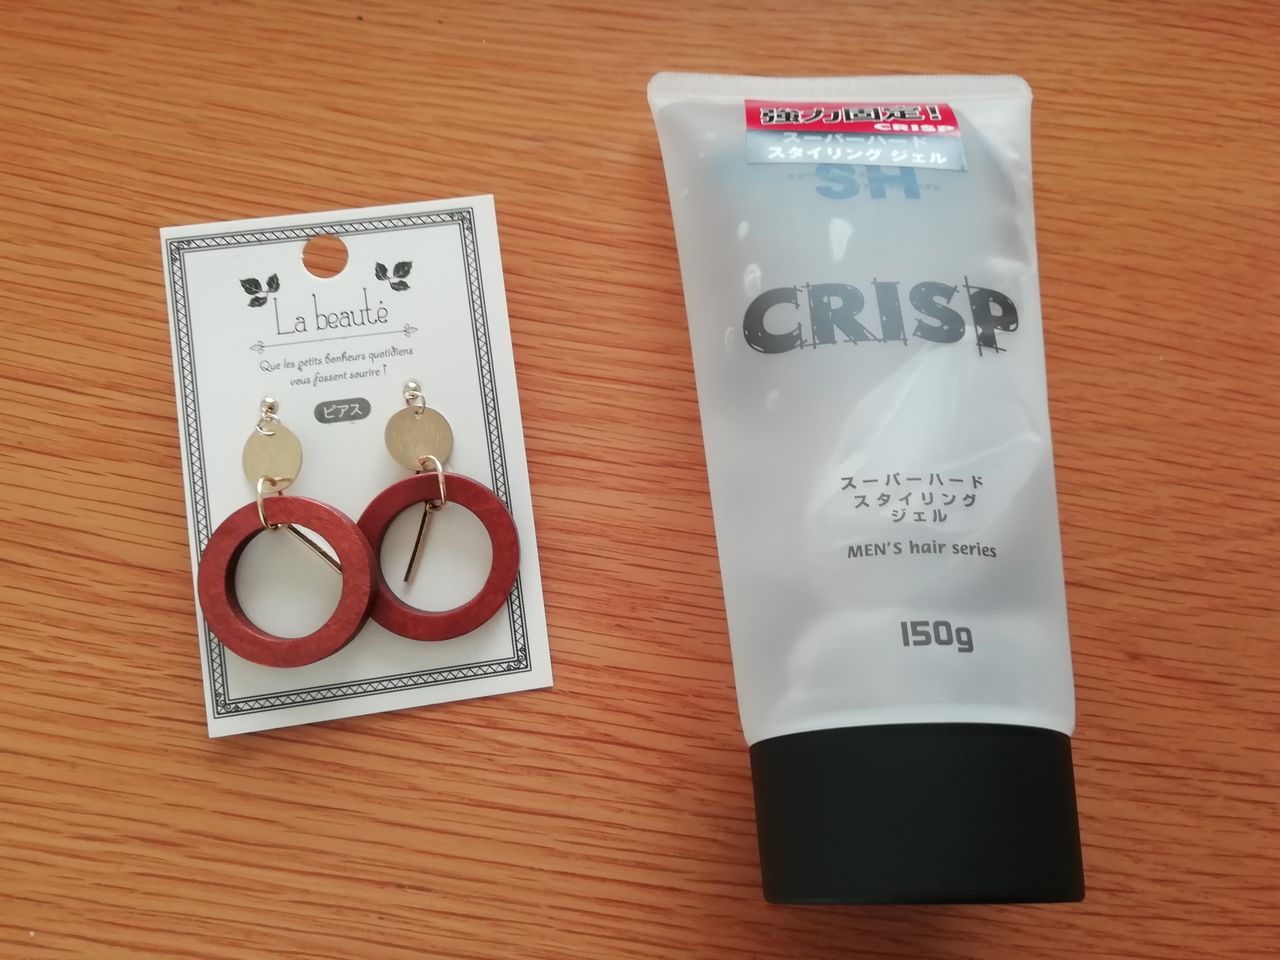 La beauté
Que les petits bonheurs quotidiens
vous fassent sourire !
ピアス
強力固定!
CRISP
スーパーハード
スタイリング ジェル
SH
CRISP
スーパーハード
スタイリング
ジェル
MEN'S hair series
150g